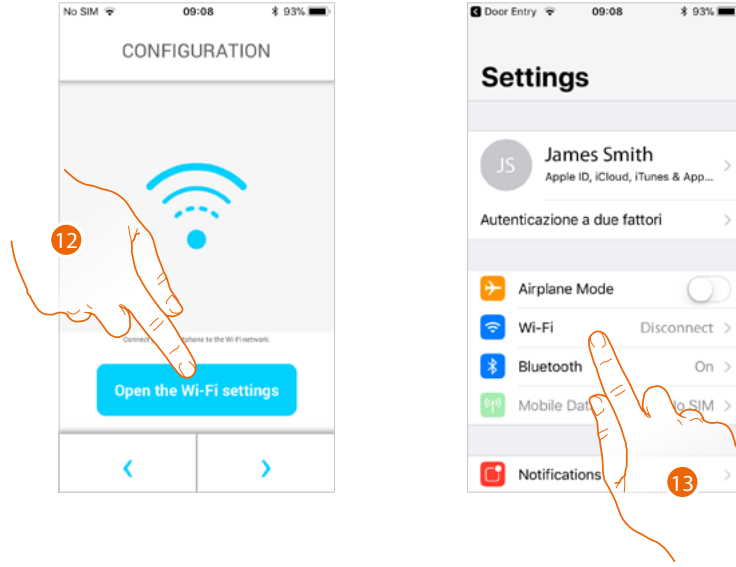 No SIM 09:08 93%
CONFIGURATION
12
Connect phone to the Wi-Fi network:
Open the Wi-Fi settings
Door Entry 09:08 93%
Settings
JS
James Smith
Apple ID, iCloud, iTunes & App...
Autenticazione a due fattori
Airplane Mode
Wi-Fi Disconnect
Bluetooth On
Mobile No SIM
Notifications
13